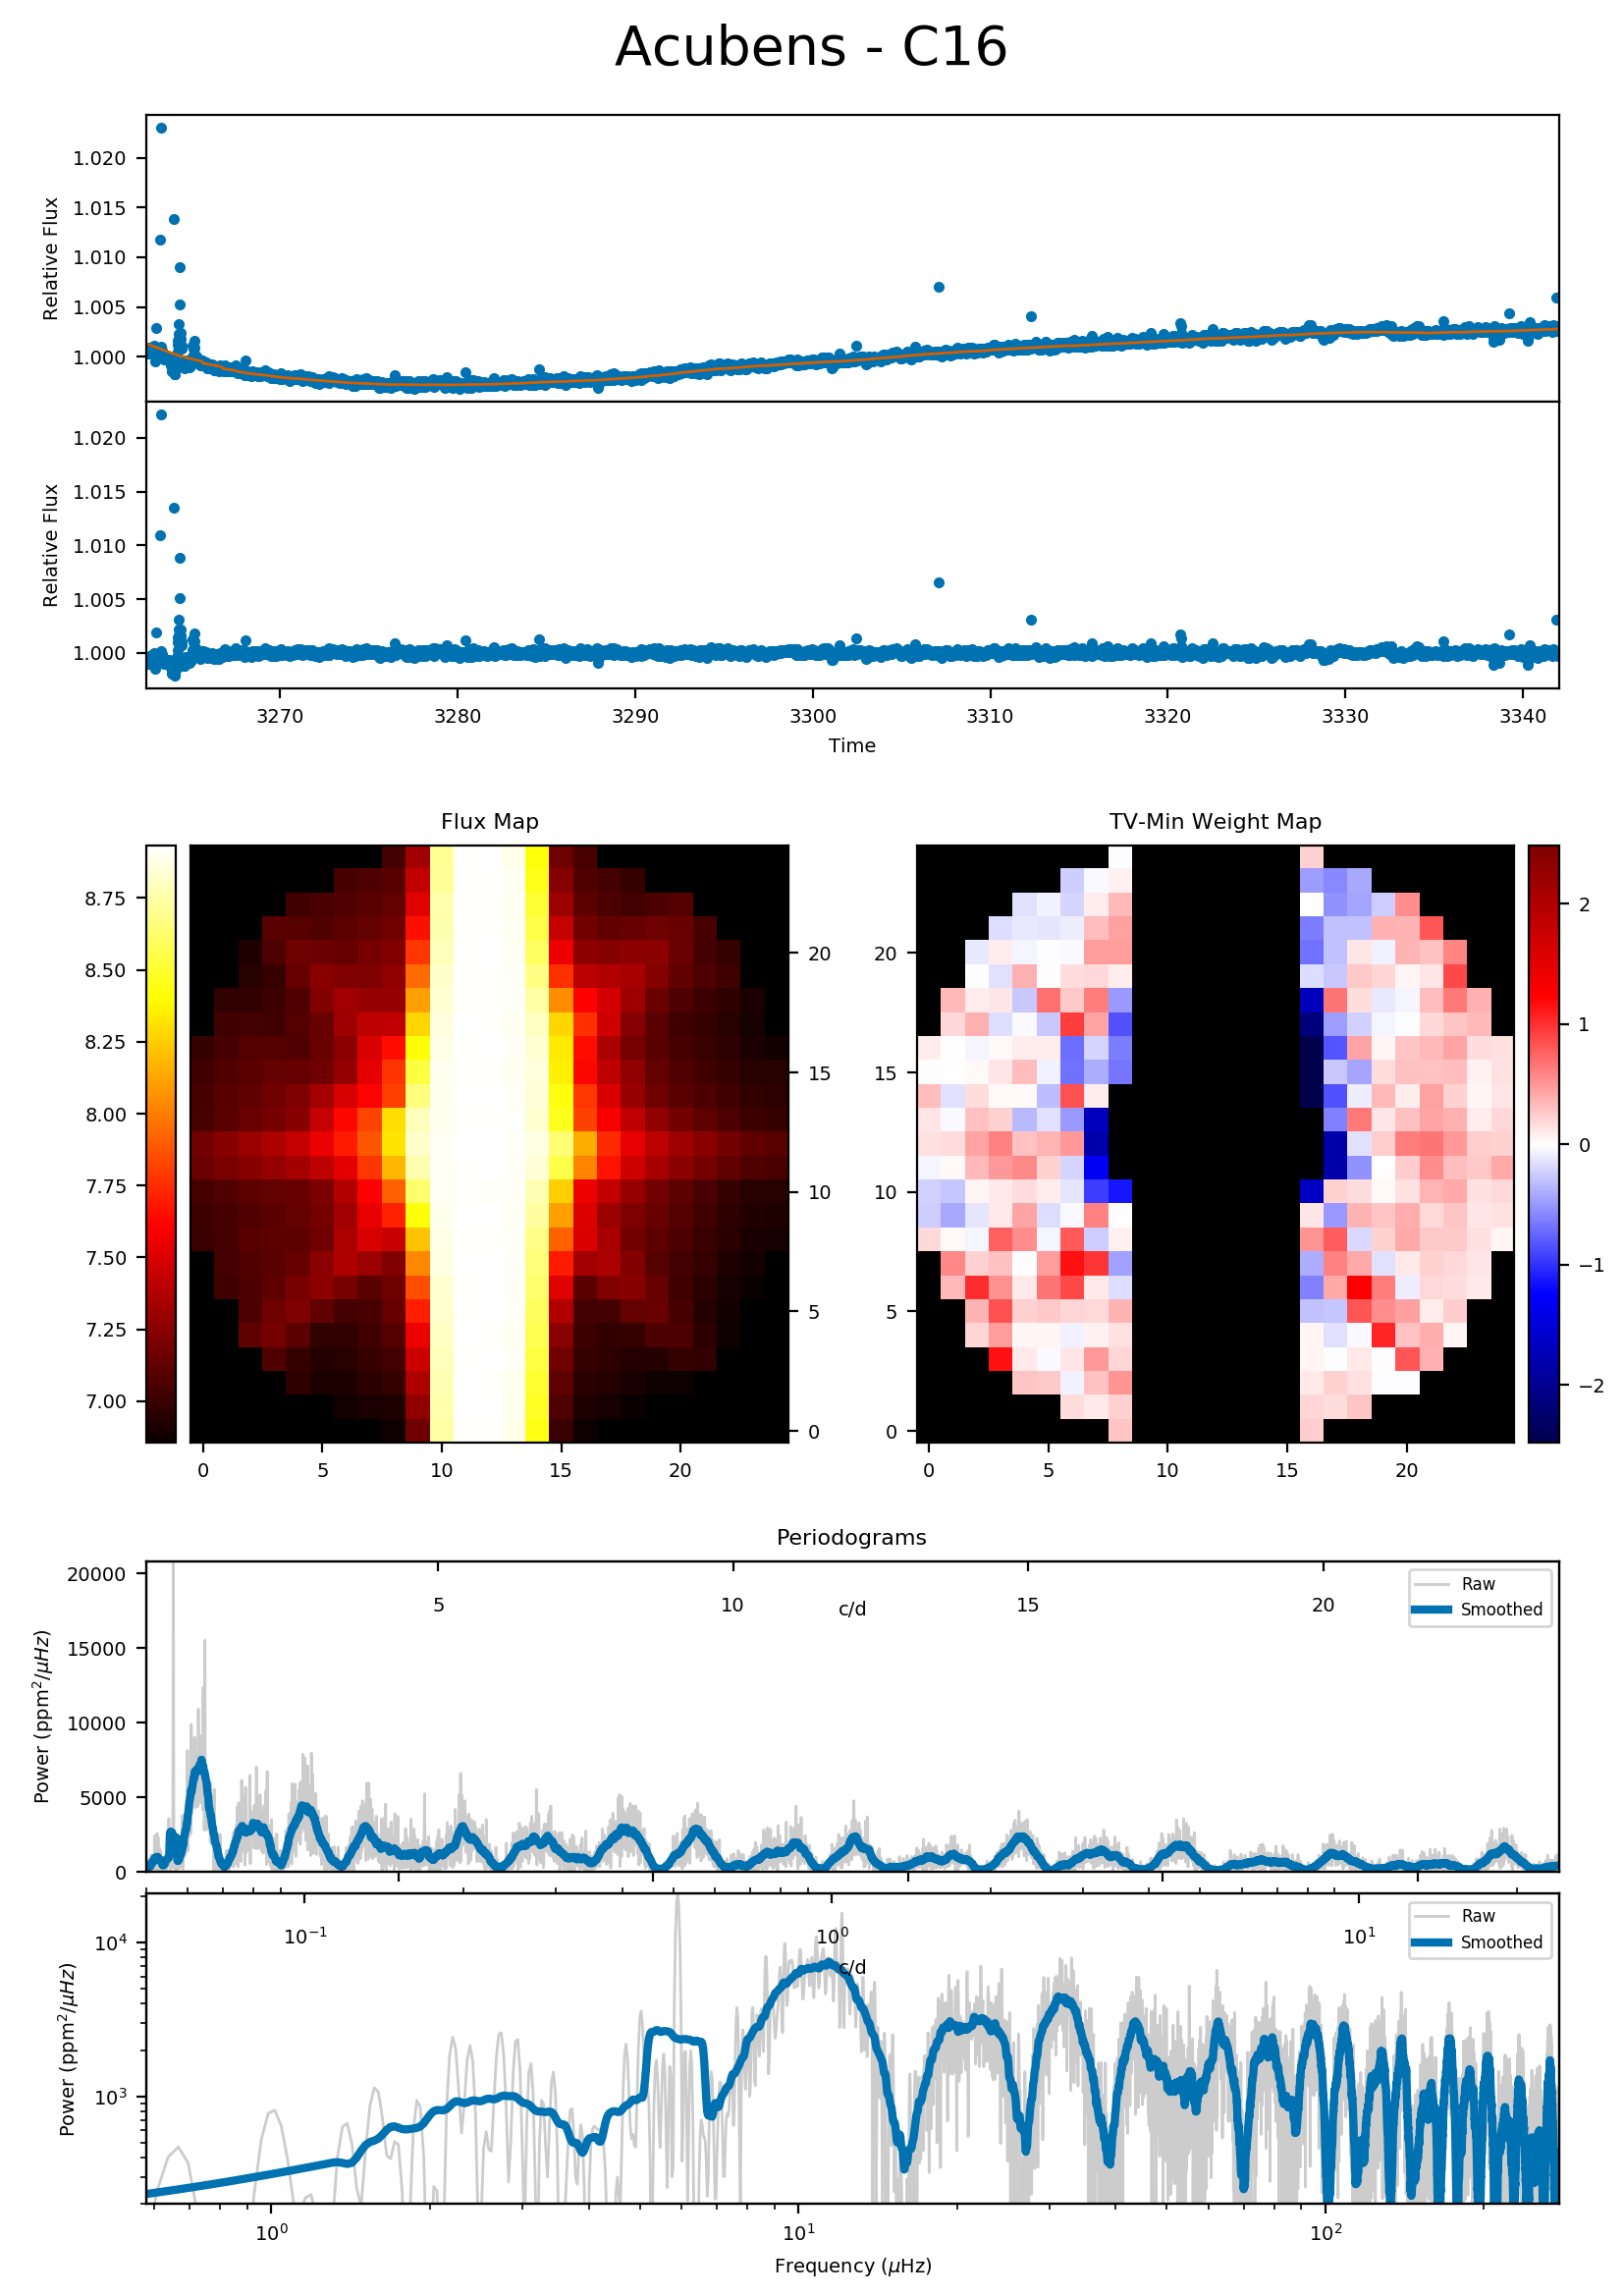 Acubens - C16
Relative Flux
1.020
1.015
1.010
1.005
1.000
Relative Flux
1.020
1.015
1.010
1.005
1.000
3270 3280 3290 3300 3310 3320 3330 3340
Time
Flux Map
8.75
8.50
8.25
8.00
7.75
7.50
7.25
7.00
20
15
10
5
0
0 5 10 15 20
TV-Min Weight Map
20
15
10
5
0
0 5 10 15 20
2
1
0
−1
−2
Periodograms
Power (ppm²/μHz)
20000
15000
10000
5000
0
5 10 15 20
c/d
Raw
Smoothed
Power (ppm²/μHz)
10⁴
10³
10⁻¹ 10⁰ 10¹
c/d
Raw
Smoothed
10⁰ 10¹ 10²
Frequency (μHz)